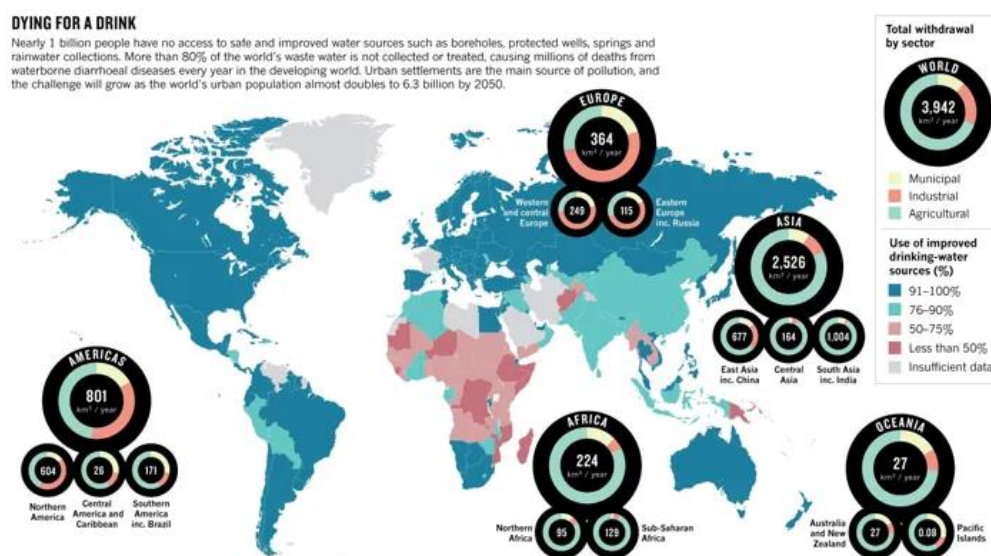 DYING FOR A DRINK
Nearly 1 billion people have no access to safe and improved water sources such as boreholes, protected wells, springs and
rainwater collections. More than 80% of the world's waste water is not collected or treated, causing millions of deaths from
waterborne diarrhoeal diseases every year in the developing world. Urban settlements are the main source of pollution, and
the challenge will grow as the world's urban population almost doubles to 6.3 billion by 2050.
Total withdrawal
by sector
WORLD
3,942
km³ / year
Municipal
Industrial
Agricultural
Use of improved
drinking-water
sources (%)
91–100%
76–90%
50–75%
Less than 50%
Insufficient data
EUROPE
364
km³ / year
Western
and central
Europe
249
115
Eastern
Europe
inc. Russia
ASIA
2,526
km³ / year
677
164
1,004
East Asia
inc. China
Central
Asia
South Asia
inc. India
AMERICAS
801
km³ / year
604
26
171
Northern
America
Central
America and
Caribbean
Southern
America
inc. Brazil
AFRICA
224
km³ / year
Northern
Africa
95
129
Sub-Saharan
Africa
OCEANIA
27
km³ / year
Australia
and New
Zealand
27
0.08
Pacific
Islands